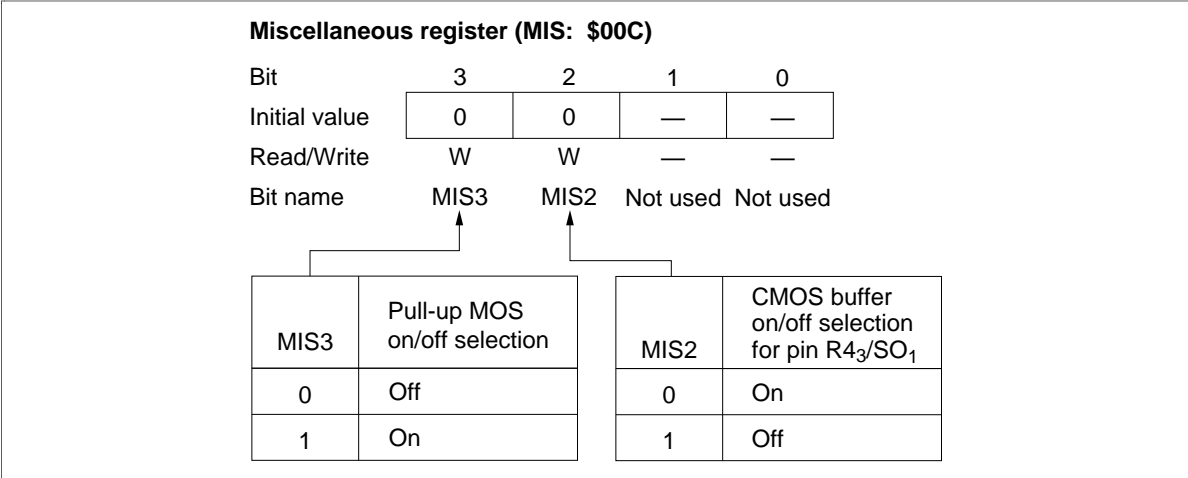 Miscellaneous register (MIS: $00C)
Bit 3 2 1 0
Initial value 0 0 — —
Read/Write W W — —
Bit name MIS3 MIS2 Not used Not used
MIS3 Pull-up MOS on/off selection
0 Off
1 On
MIS2 CMOS buffer on/off selection for pin R4₃/SO₁
0 On
1 Off